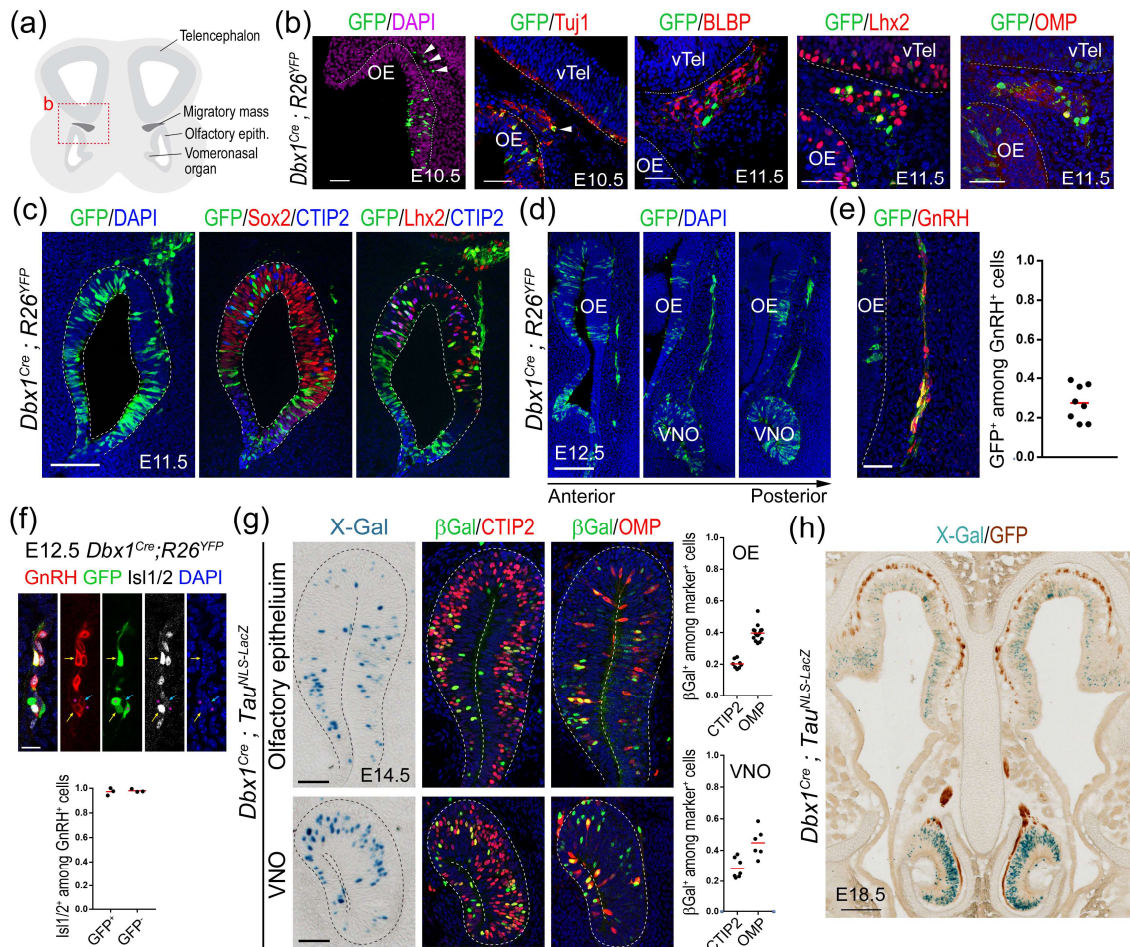 (a)
Telencephalon
b
Migratory mass
Olfactory epith.
Vomeronasal
organ
(b)
GFP/DAPI
GFP/Tuj1
GFP/BLBP
GFP/Lhx2
GFP/OMP
Dbx1Cre ; R26YFP
OE
E10.5
vTel
OE
E10.5
vTel
OE
E11.5
vTel
OE
E11.5
vTel
OE
E11.5
(c)
GFP/DAPI
GFP/Sox2/CTIP2
GFP/Lhx2/CTIP2
Dbx1Cre ; R26YFP
E11.5
(d)
GFP/DAPI
Dbx1Cre ; R26YFP
OE
OE
OE
VNO
VNO
E12.5
Anterior
Posterior
(e)
GFP/GnRH
OE
GFP+ among GnRH+ cells
1.0
0.8
0.6
0.4
0.2
0.0
(f)
E12.5 Dbx1Cre;R26YFP
GnRH GFP Isl1/2 DAPI
Isl1/2+ among GnRH+ cells
1.0
0.8
0.6
0.4
0.2
0.0
GFP+
GFP-
(g)
X-Gal
βGal/CTIP2
βGal/OMP
Dbx1Cre ; TauNLS-LacZ
Olfactory epithelium
E14.5
VNO
βGal+ among marker+ cells
OE
1.0
0.8
0.6
0.4
0.2
0.0
CTIP2
OMP
βGal+ among marker+ cells
VNO
1.0
0.8
0.6
0.4
0.2
0.0
CTIP2
OMP
(h)
X-Gal/GFP
Dbx1Cre ; TauNLS-LacZ
E18.5